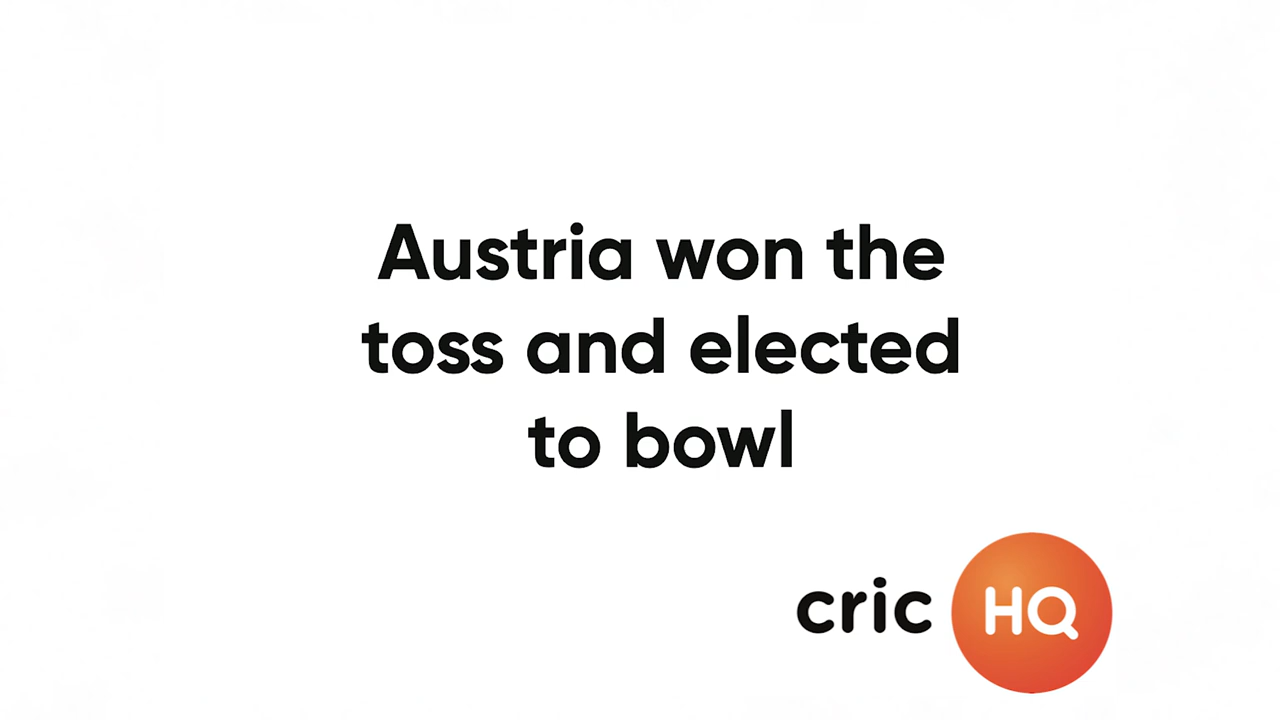 Austria won the
toss and elected
to bowl
cric HQ